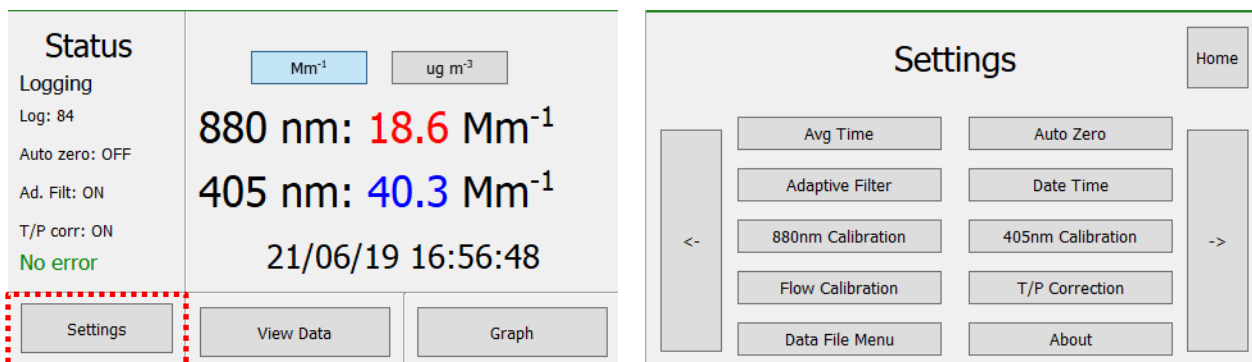 Status
Logging
Log: 84
Auto zero: OFF
Ad. Filt: ON
T/P corr: ON
No error
Mm⁻¹ ug m⁻³
880 nm: 18.6 Mm⁻¹
405 nm: 40.3 Mm⁻¹
21/06/19 16:56:48
Settings View Data Graph
Settings Home
Avg Time Auto Zero
Adaptive Filter Date Time
<- 880nm Calibration 405nm Calibration ->
Flow Calibration T/P Correction
Data File Menu About